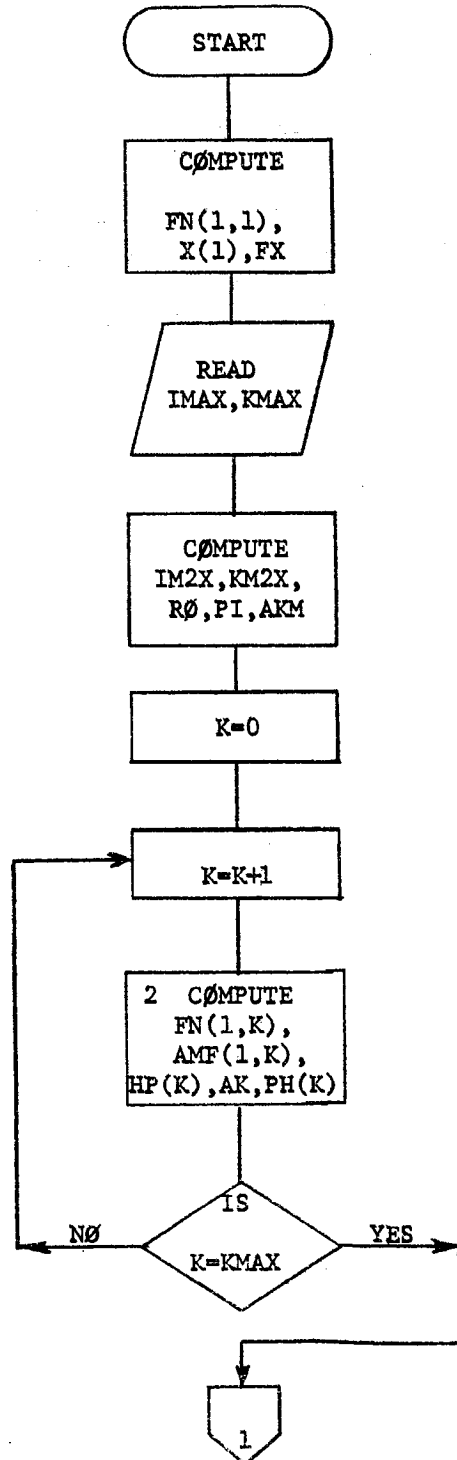 START
CØMPUTE
FN(1,1),
X(1),FX
READ
IMAX,KMAX
CØMPUTE
IM2X,KM2X,
RØ,PI,AKM
K=0
K=K+1
2 CØMPUTE
FN(1,K),
AMF(1,K),
HP(K),AK,PH(K)
IS
NØ
K=KMAX
YES
1